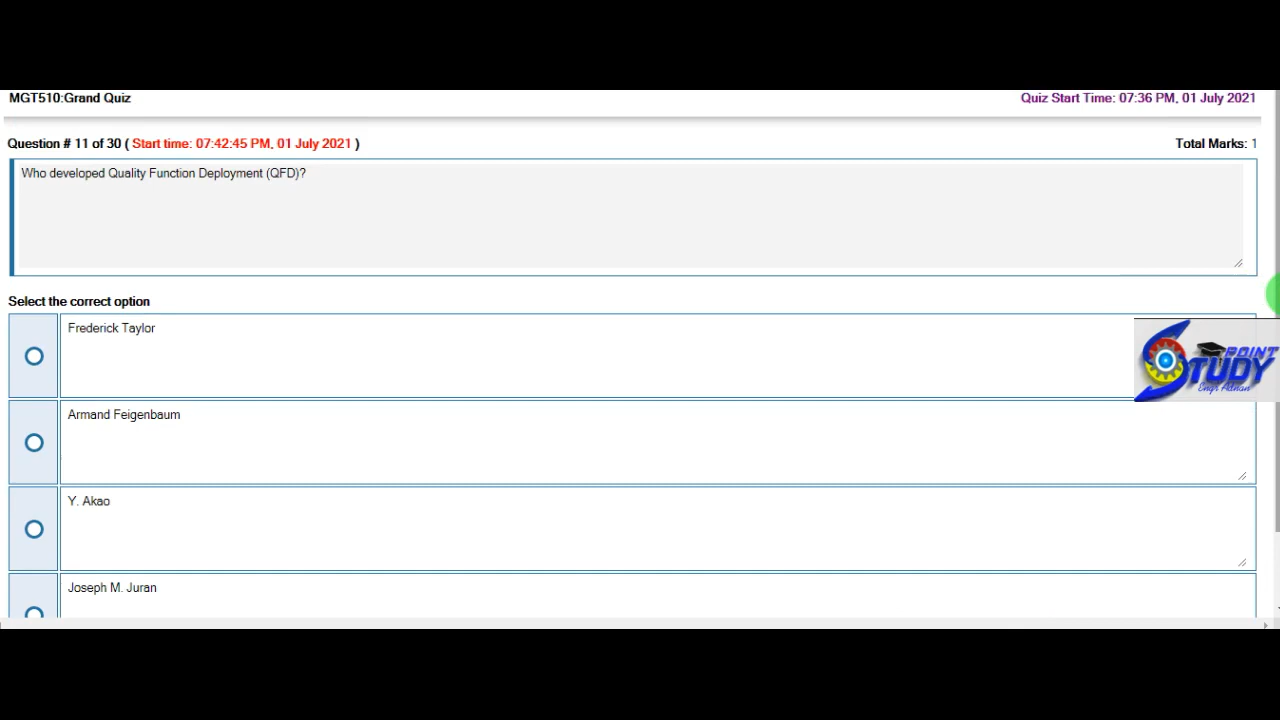 MGT510:Grand Quiz
Quiz Start Time: 07:36 PM, 01 July 2021
Question # 11 of 30 ( Start time: 07:42:45 PM, 01 July 2021 )
Total Marks: 1
Who developed Quality Function Deployment (QFD)?
Select the correct option
Frederick Taylor
POINT
STUDY
Engr Adnan
Armand Feigenbaum
Y. Akao
Joseph M. Juran